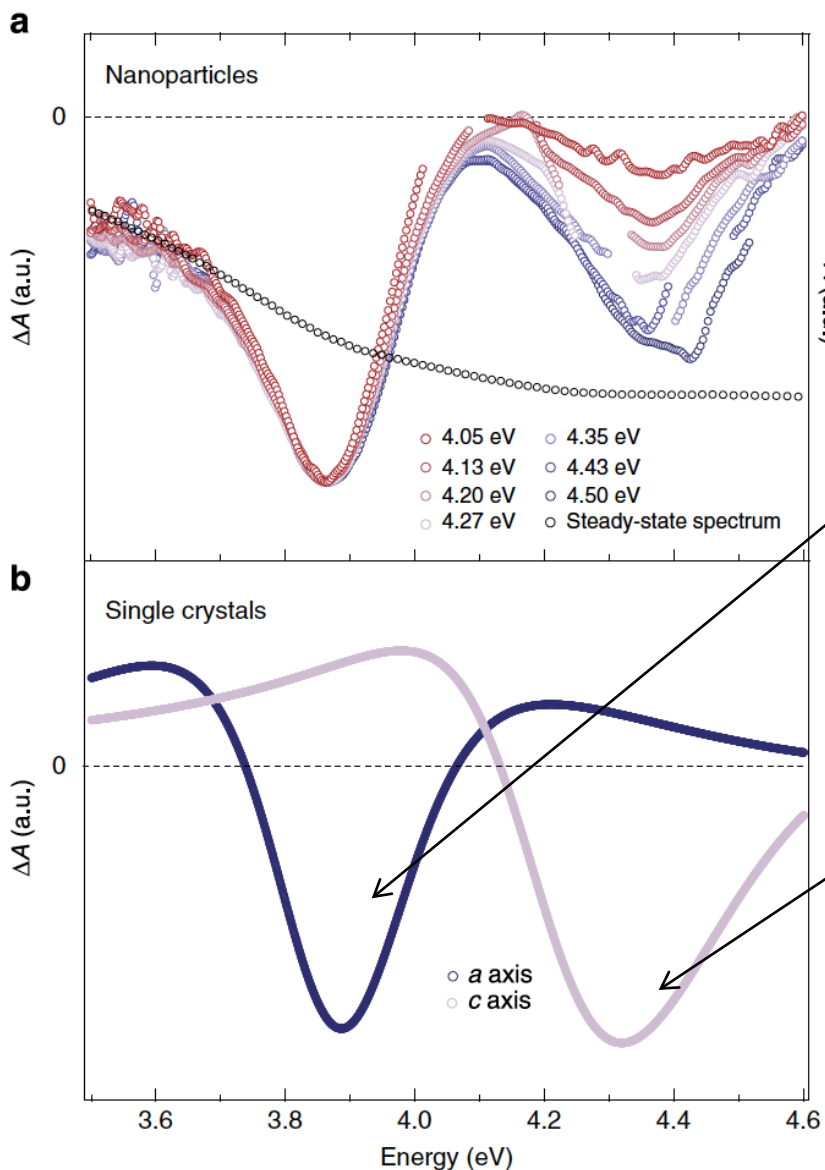 a
Nanoparticles
0
ΔA (a.u.)
4.05 eV 4.35 eV
4.13 eV 4.43 eV
4.20 eV 4.50 eV
4.27 eV Steady-state spectrum
b
Single crystals
0
ΔA (a.u.)
a axis
c axis
3.6 3.8 4.0 4.2 4.4 4.6
Energy (eV)